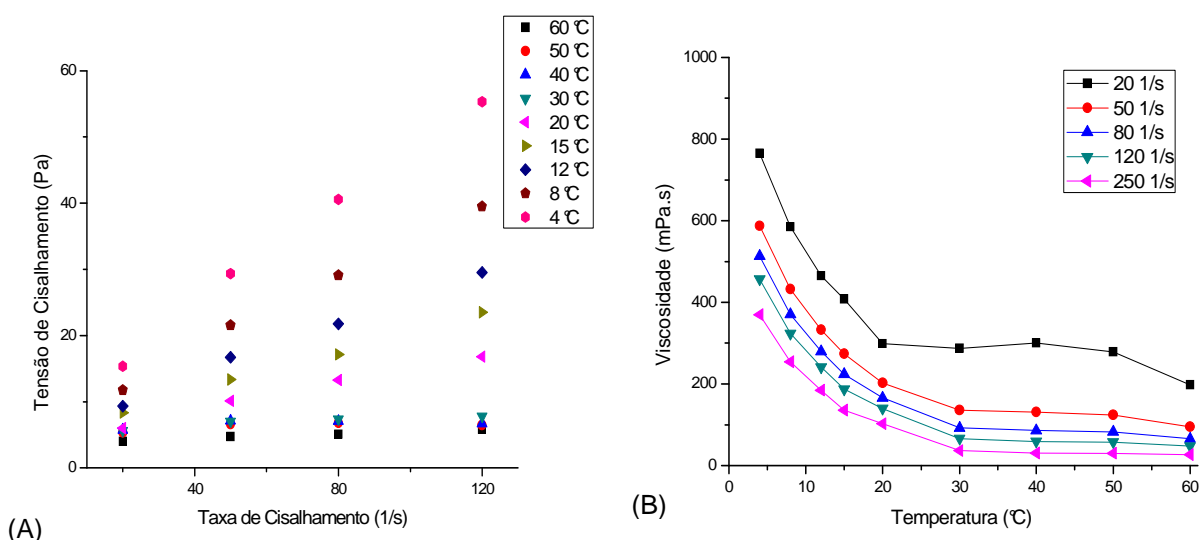 60 °C
50 °C
40 °C
30 °C
20 °C
15 °C
12 °C
8 °C
4 °C
60
40
20
0
40
80
120
Tensão de Cisalhamento (Pa)
Taxa de Cisalhamento (1/s)
(A)
20 1/s
50 1/s
80 1/s
120 1/s
250 1/s
1000
800
600
400
200
0
0
10
20
30
40
50
60
Viscosidade (mPa.s)
Temperatura (°C)
(B)